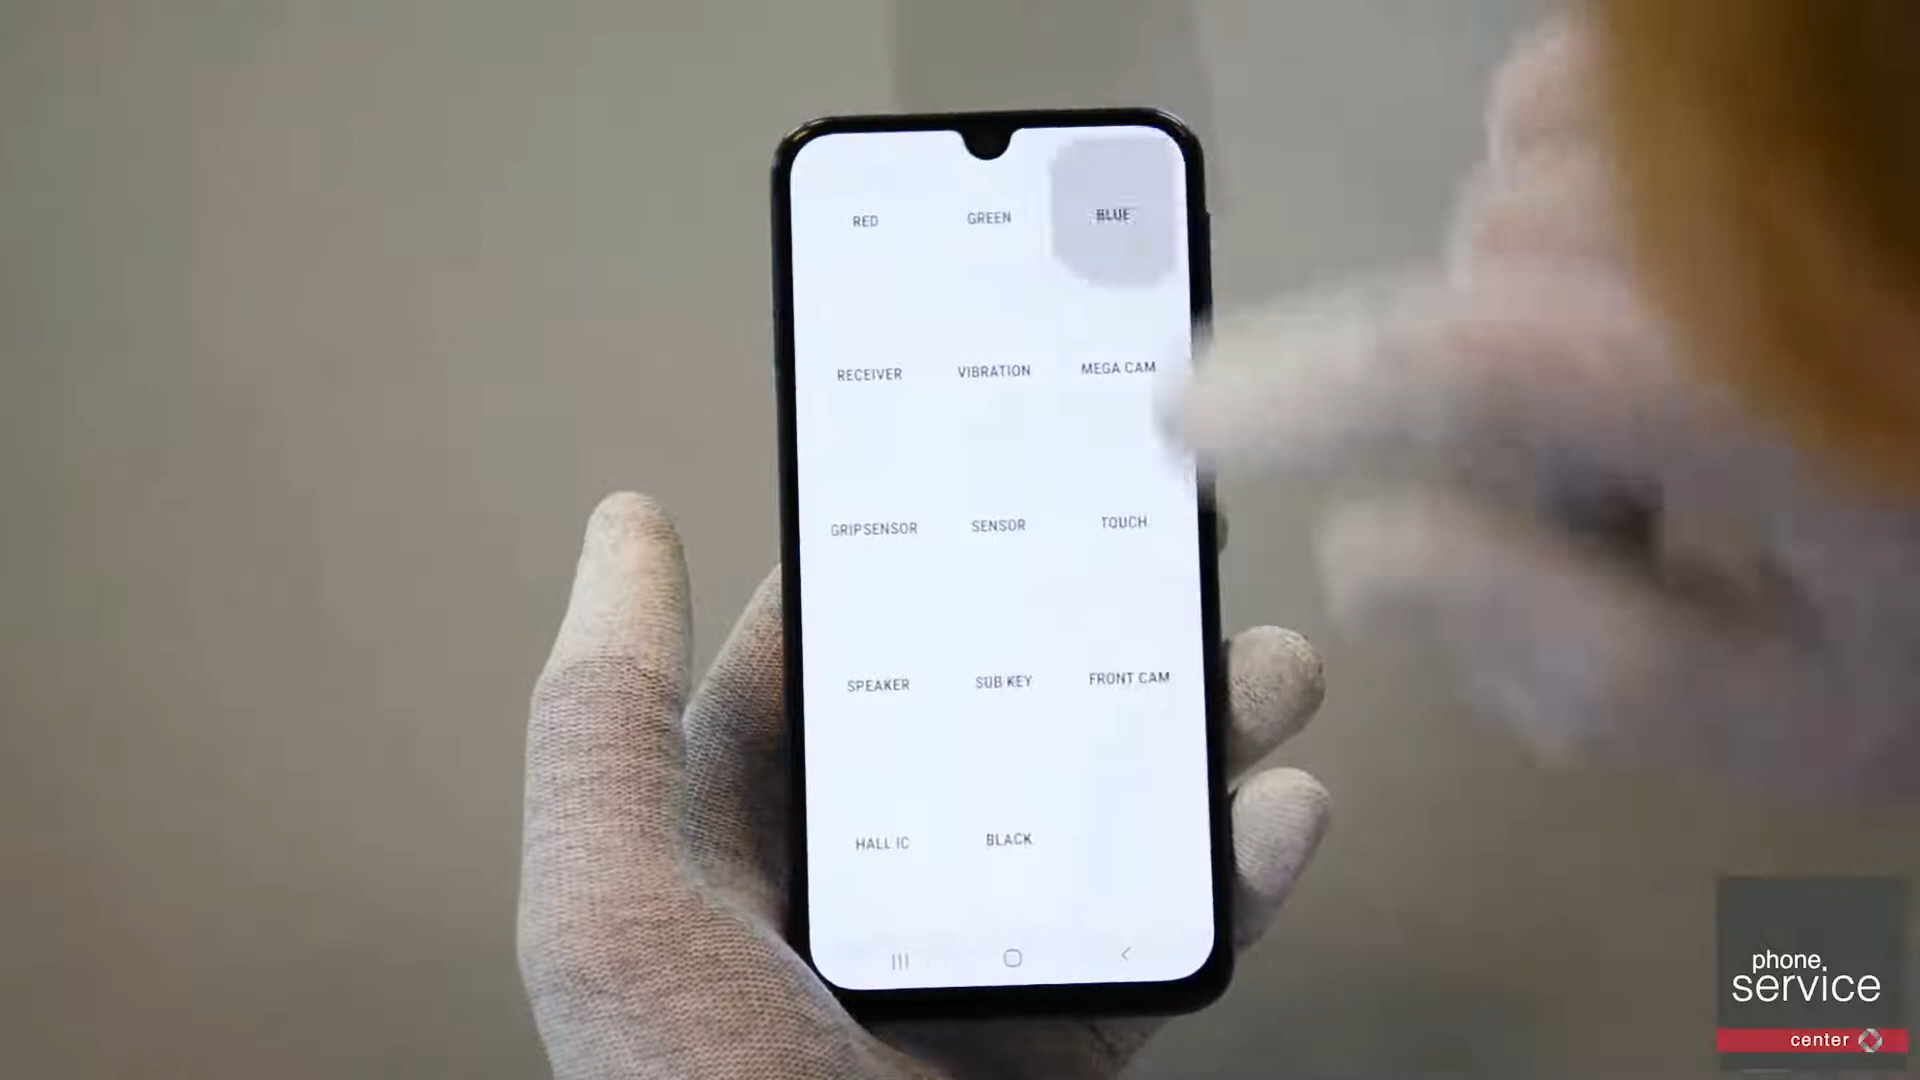 RED GREEN BLUE
RECEIVER VIBRATION MEGA CAM
GRIPSENSOR SENSOR TOUCH
SPEAKER SUB KEY FRONT CAM
HALL IC BLACK
phone
service
center